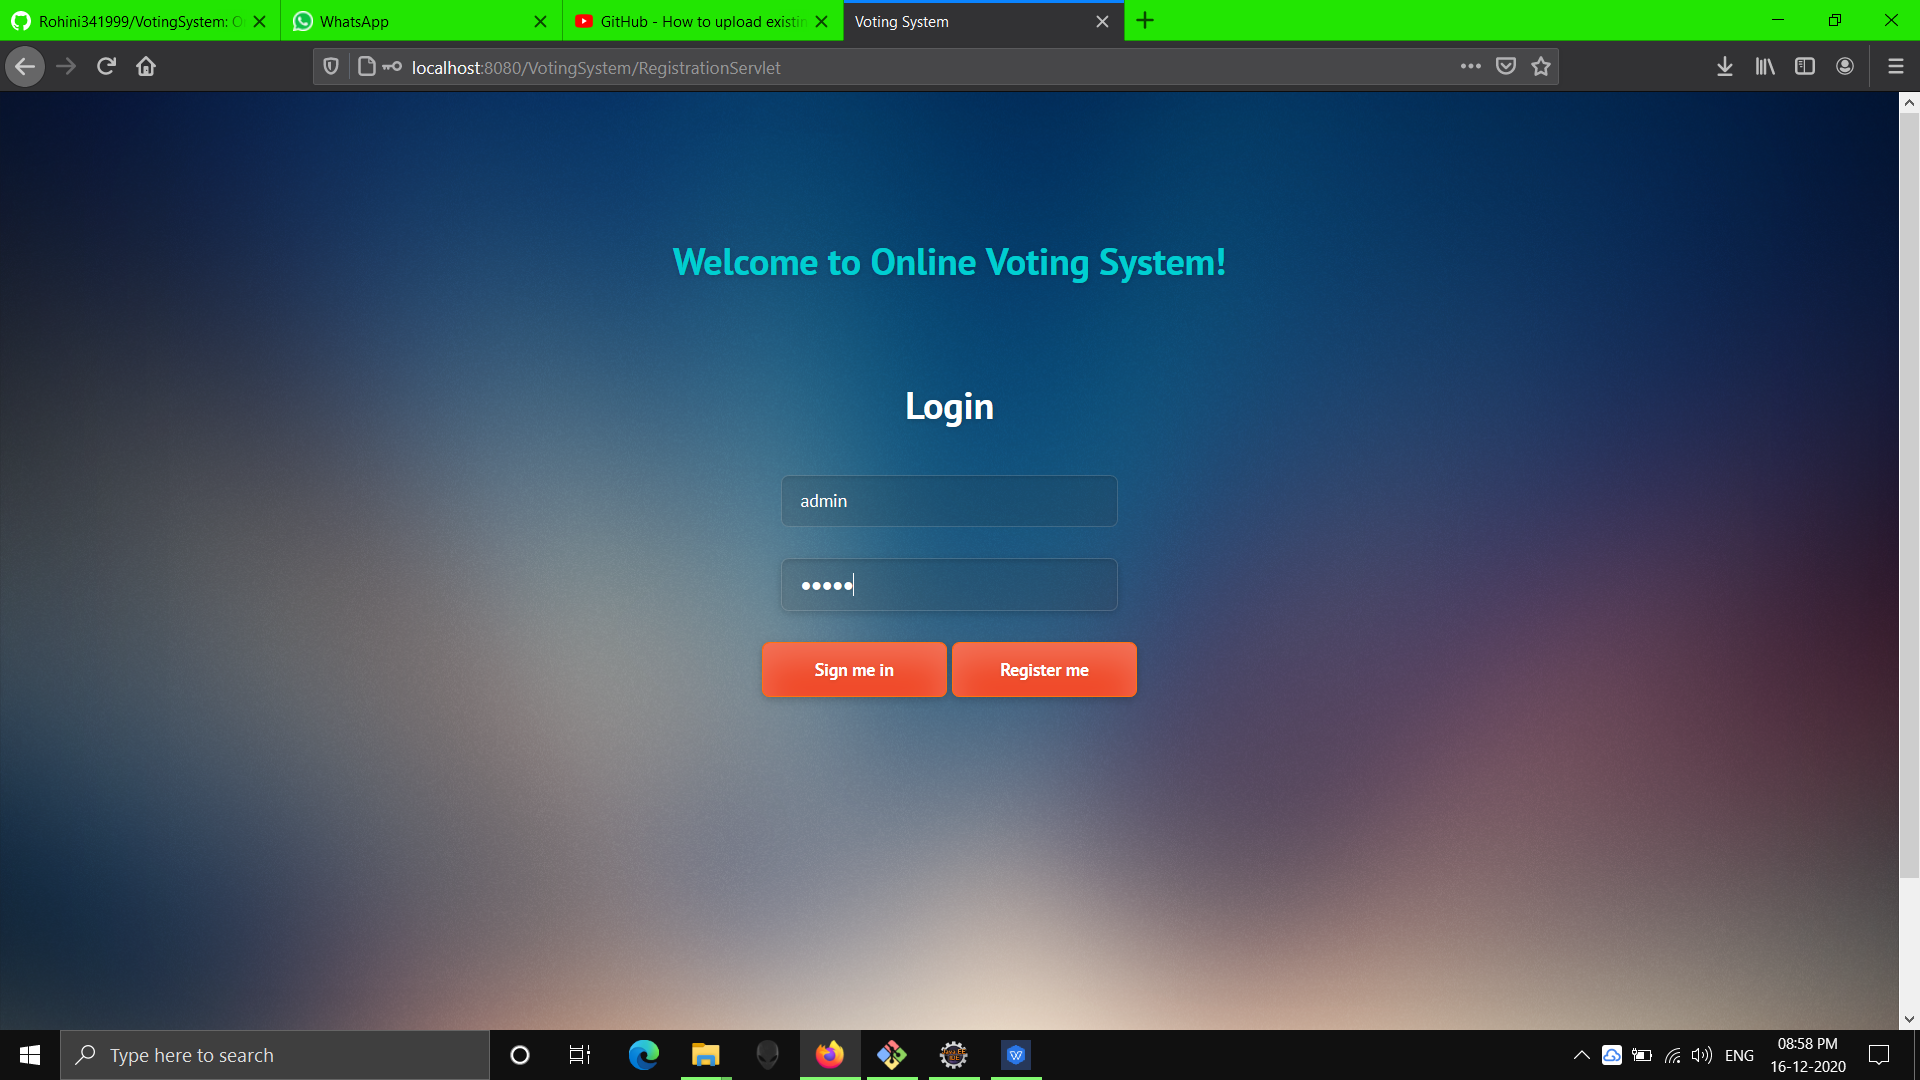 Rohini341999/VotingSystem: O
WhatsApp
GitHub - How to upload existin
Voting System
localhost:8080/VotingSystem/RegistrationServlet
Welcome to Online Voting System!
Login
admin
•••••
Sign me in
Register me
Type here to search
ENG
08:58 PM
16-12-2020